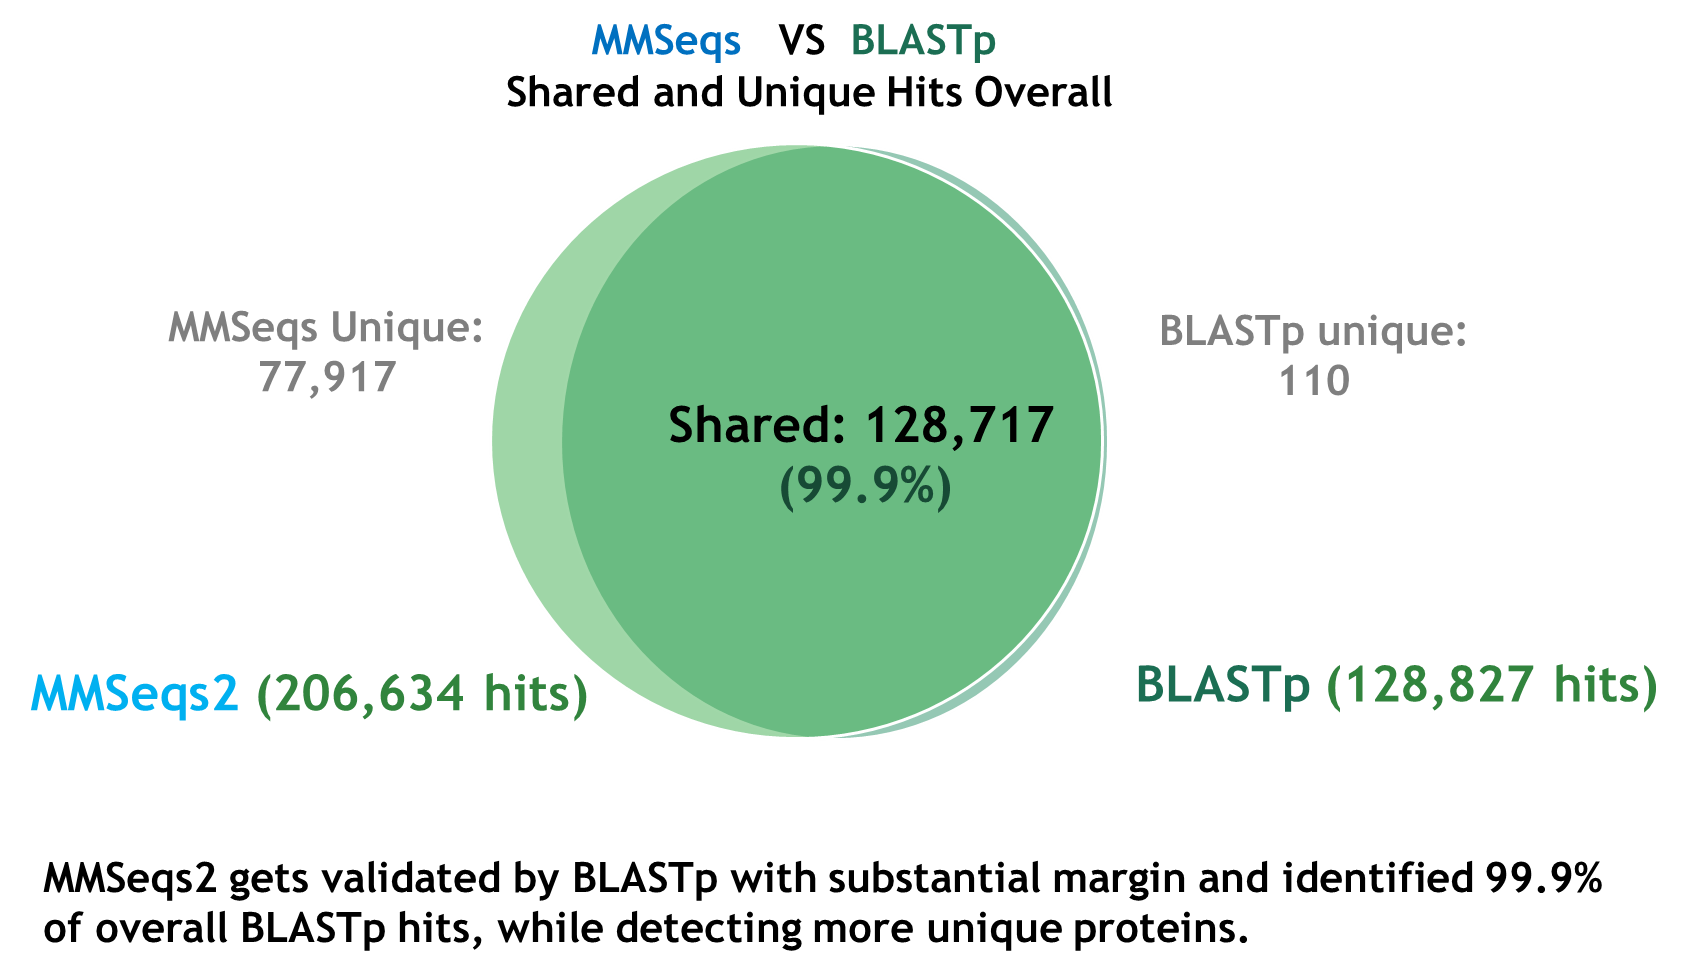 MMSeqs VS BLASTp
Shared and Unique Hits Overall
MMSeqs Unique:
77,917
BLASTp unique:
110
Shared: 128,717
(99.9%)
MMSeqs2 (206,634 hits)
BLASTp (128,827 hits)
MMSeqs2 gets validated by BLASTp with substantial margin and identified 99.9%
of overall BLASTp hits, while detecting more unique proteins.